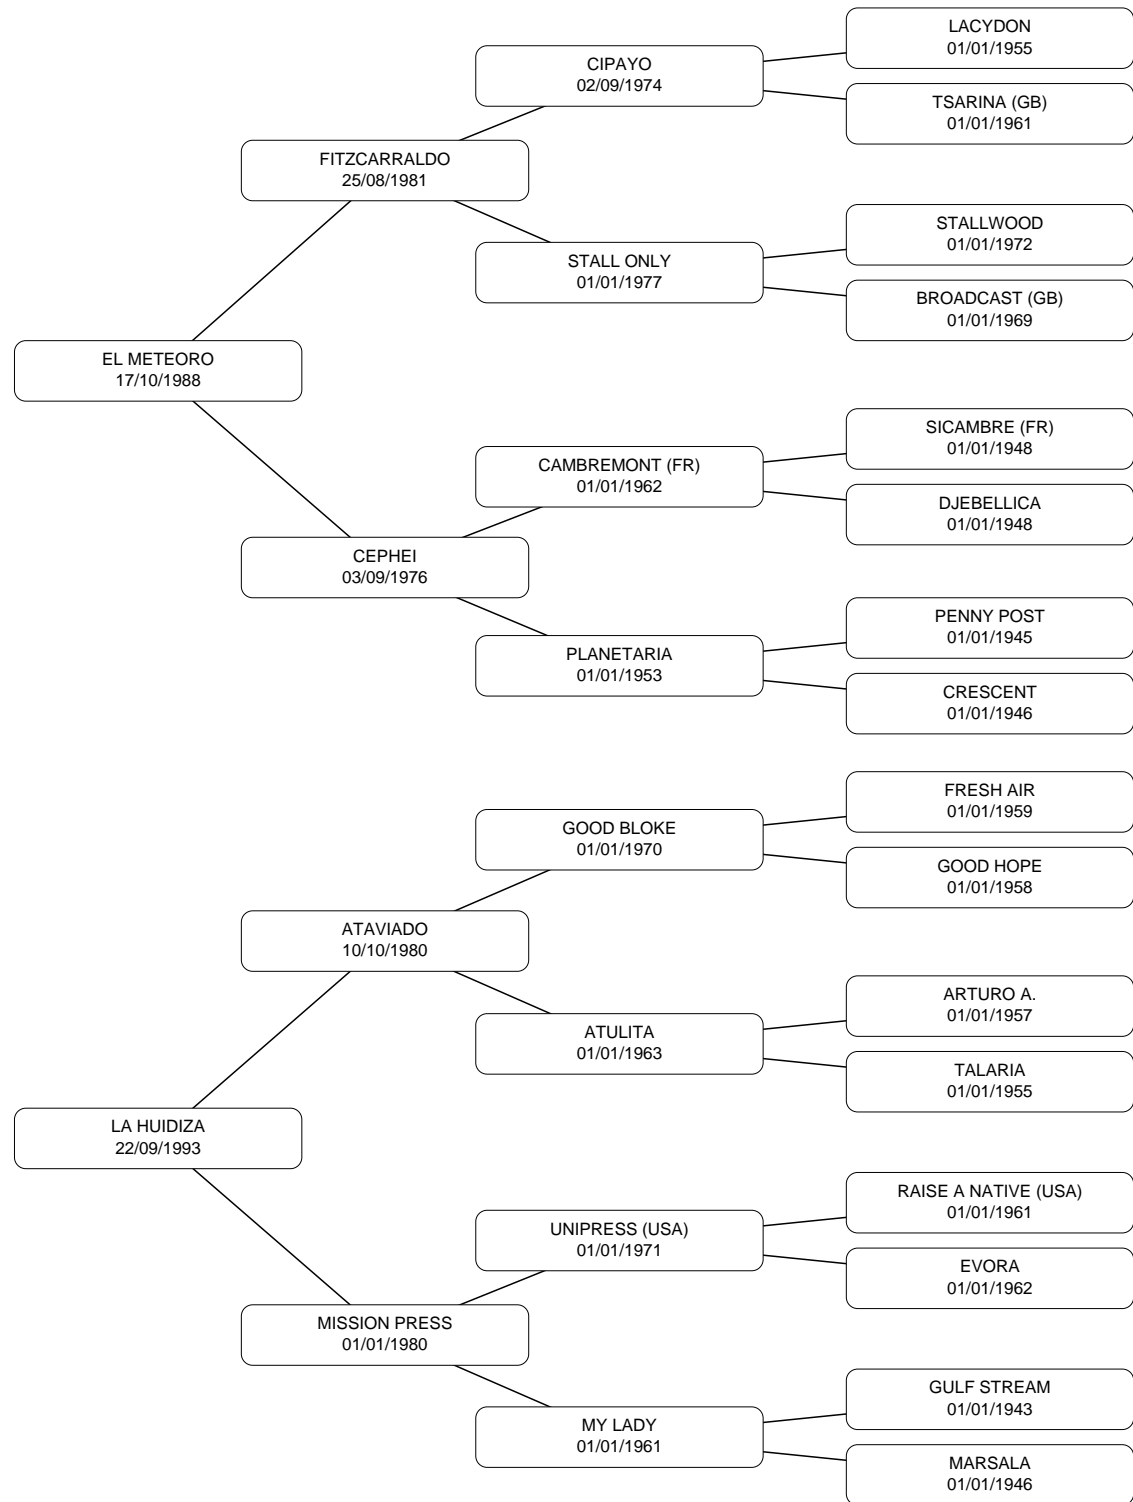 LACYDON
01/01/1955
CIPAYO
02/09/1974
TSARINA (GB)
01/01/1961
FITZCARRALDO
25/08/1981
STALLWOOD
01/01/1972
STALL ONLY
01/01/1977
BROADCAST (GB)
01/01/1969
EL METEORO
17/10/1988
SICAMBRE (FR)
01/01/1948
CAMBREMONT (FR)
01/01/1962
DJEBELLICA
01/01/1948
CEPHEI
03/09/1976
PENNY POST
01/01/1945
PLANETARIA
01/01/1953
CRESCENT
01/01/1946
FRESH AIR
01/01/1959
GOOD BLOKE
01/01/1970
GOOD HOPE
01/01/1958
ATAVIADO
10/10/1980
ARTURO A.
01/01/1957
ATULITA
01/01/1963
TALARIA
01/01/1955
LA HUIDIZA
22/09/1993
RAISE A NATIVE (USA)
01/01/1961
UNIPRESS (USA)
01/01/1971
EVORA
01/01/1962
MISSION PRESS
01/01/1980
GULF STREAM
01/01/1943
MY LADY
01/01/1961
MARSALA
01/01/1946